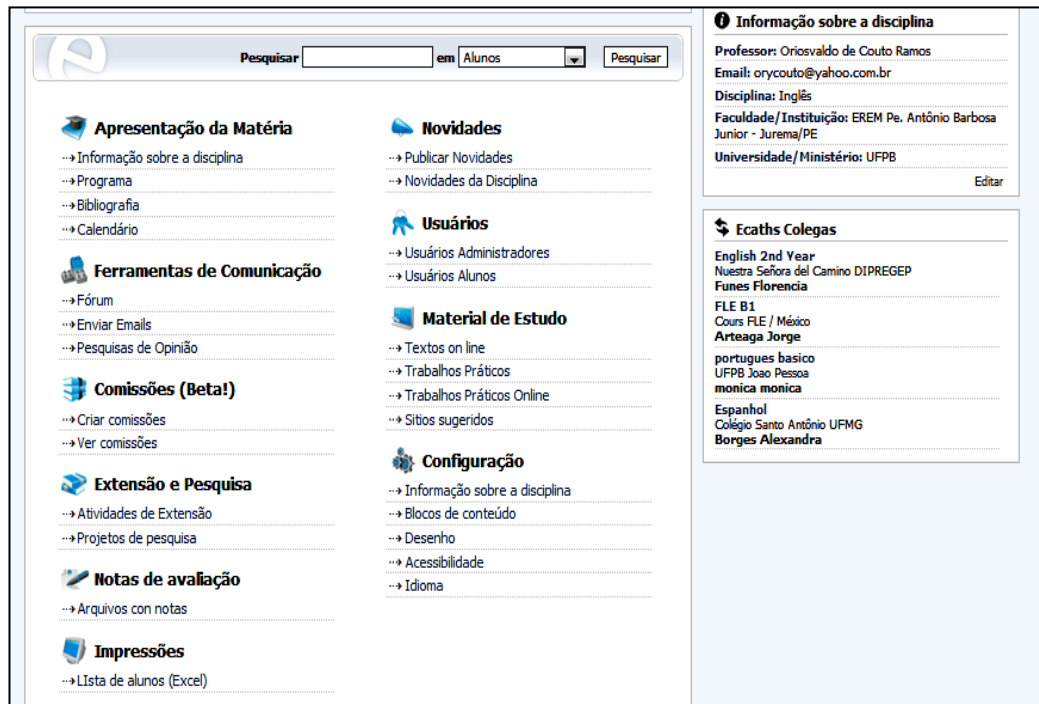 Pesquisar em Alunos Pesquisar
Apresentação da Matéria
⇢Informação sobre a disciplina
⇢Programa
⇢Bibliografia
⇢Calendário
Ferramentas de Comunicação
⇢Fórum
⇢Enviar Emails
⇢Pesquisas de Opinião
Comissões (Beta!)
⇢Criar comissões
⇢Ver comissões
Extensão e Pesquisa
⇢Atividades de Extensão
⇢Projetos de pesquisa
Notas de avaliação
⇢Arquivos con notas
Impressões
⇢LIsta de alunos (Excel)
Novidades
⇢Publicar Novidades
⇢Novidades da Disciplina
Usuários
⇢Usuários Administradores
⇢Usuários Alunos
Material de Estudo
⇢Textos on line
⇢Trabalhos Práticos
⇢Trabalhos Práticos Online
⇢Sitios sugeridos
Configuração
⇢Informação sobre a disciplina
⇢Blocos de conteúdo
⇢Desenho
⇢Acessibilidade
⇢Idioma
Informação sobre a disciplina
Professor: Oriosvaldo de Couto Ramos
Email: orycouto@yahoo.com.br
Disciplina: Inglês
Faculdade/Instituição: EREM Pe. Antônio Barbosa
Junior - Jurema/PE
Universidade/Ministério: UFPB
Editar
Ecaths Colegas
English 2nd Year
Nuestra Señora del Camino DIPREGEP
Funes Florencia
FLE B1
Cours FLE / México
Arteaga Jorge
portugues basico
UFPB Joao Pessoa
monica monica
Espanhol
Colégio Santo Antônio UFMG
Borges Alexandra